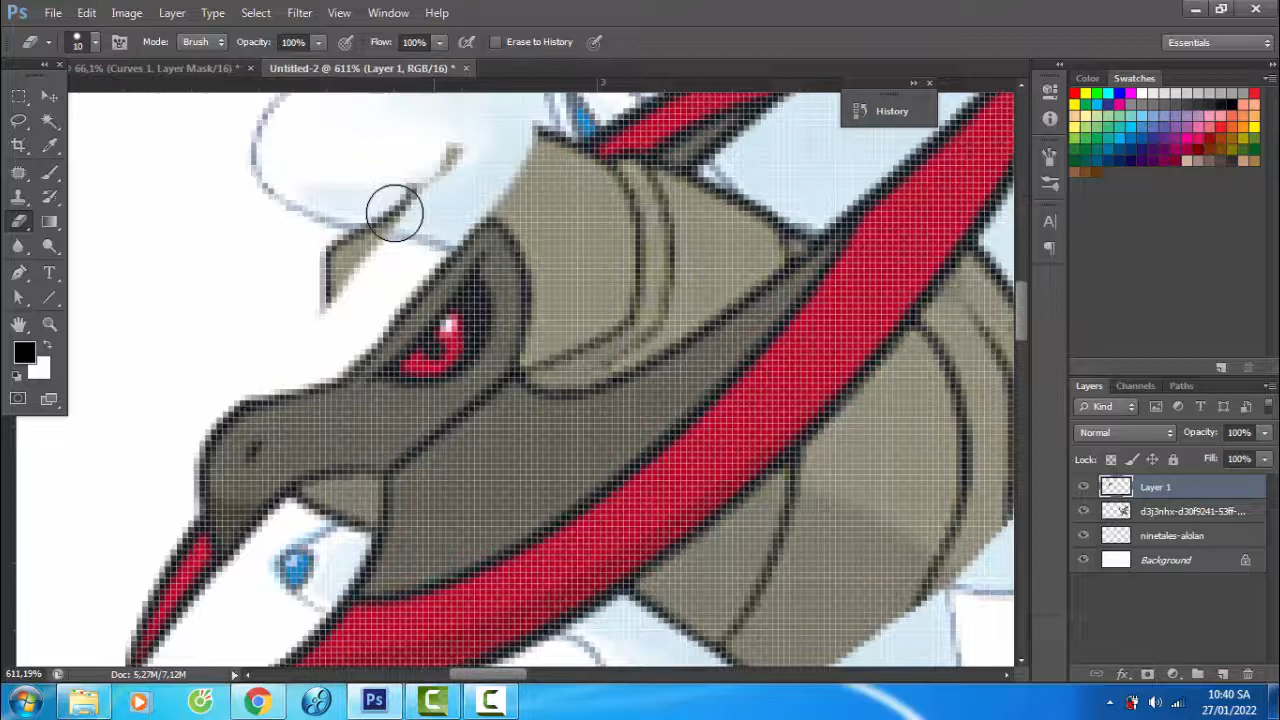 Ps File Edit Image Layer Type Select Filter View Window Help
10 Mode: Brush Opacity: 100% Flow: 100% Erase to History Essentials
@ 66,1% (Curves 1, Layer Mask/16) * × Untitled-2 @ 611% (Layer 1, RGB/16) * ×
Color Swatches
3
History
Layers Channels Paths
Kind
Normal Opacity: 100%
Lock: Fill: 100%
Layer 1
d3j3nhx-d30f9241-53ff-...
ninetales-alolan
Background
611,19% Doc: 5,27M/7,12M
Ps
10:40 SA
27/01/2022